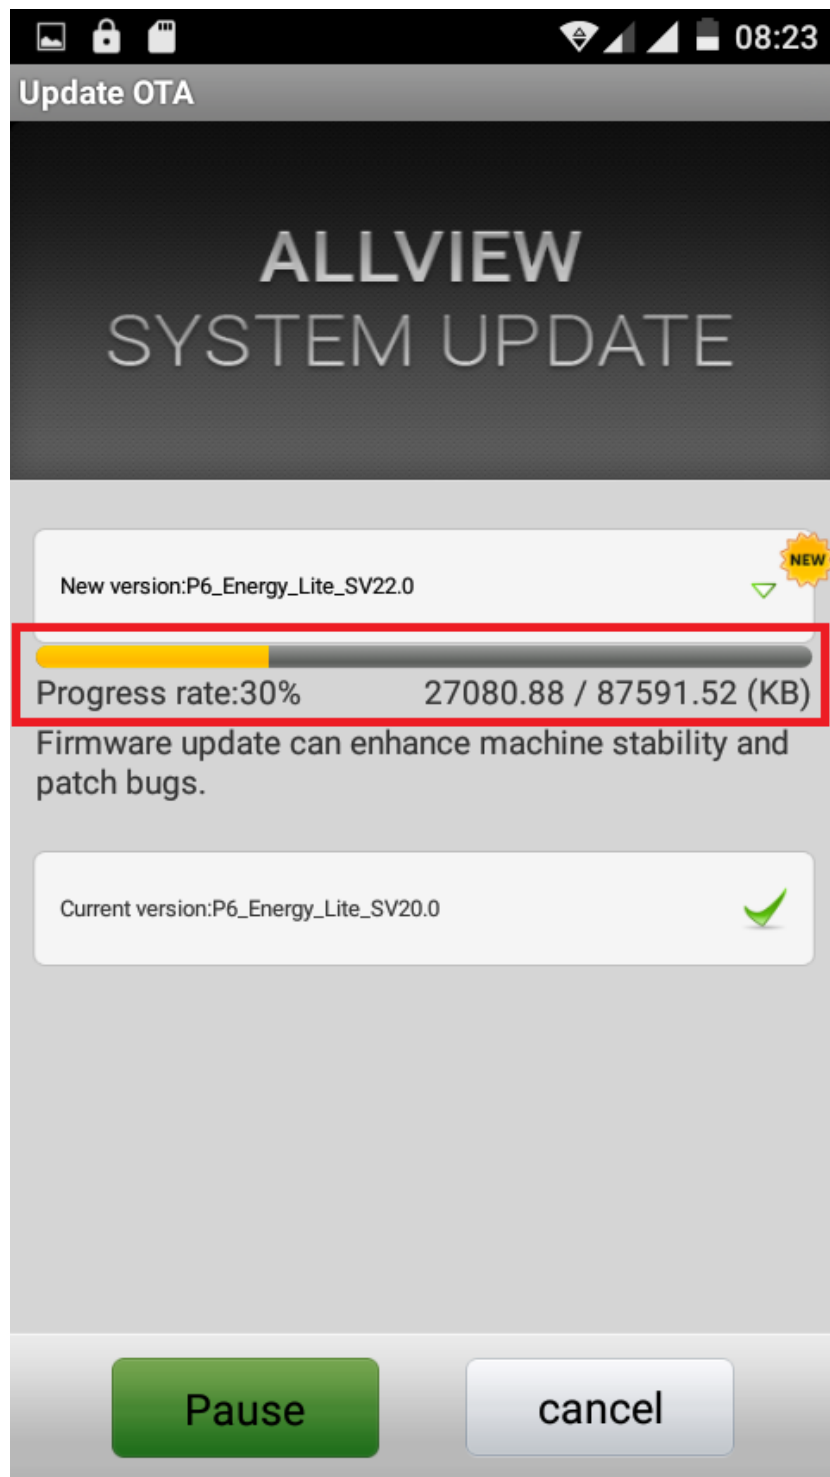 08:23
Update OTA
ALLVIEW
SYSTEM UPDATE
NEW
New version:P6_Energy_Lite_SV22.0
Progress rate:30% 27080.88 / 87591.52 (KB)
Firmware update can enhance machine stability and
patch bugs.
Current version:P6_Energy_Lite_SV20.0
Pause cancel